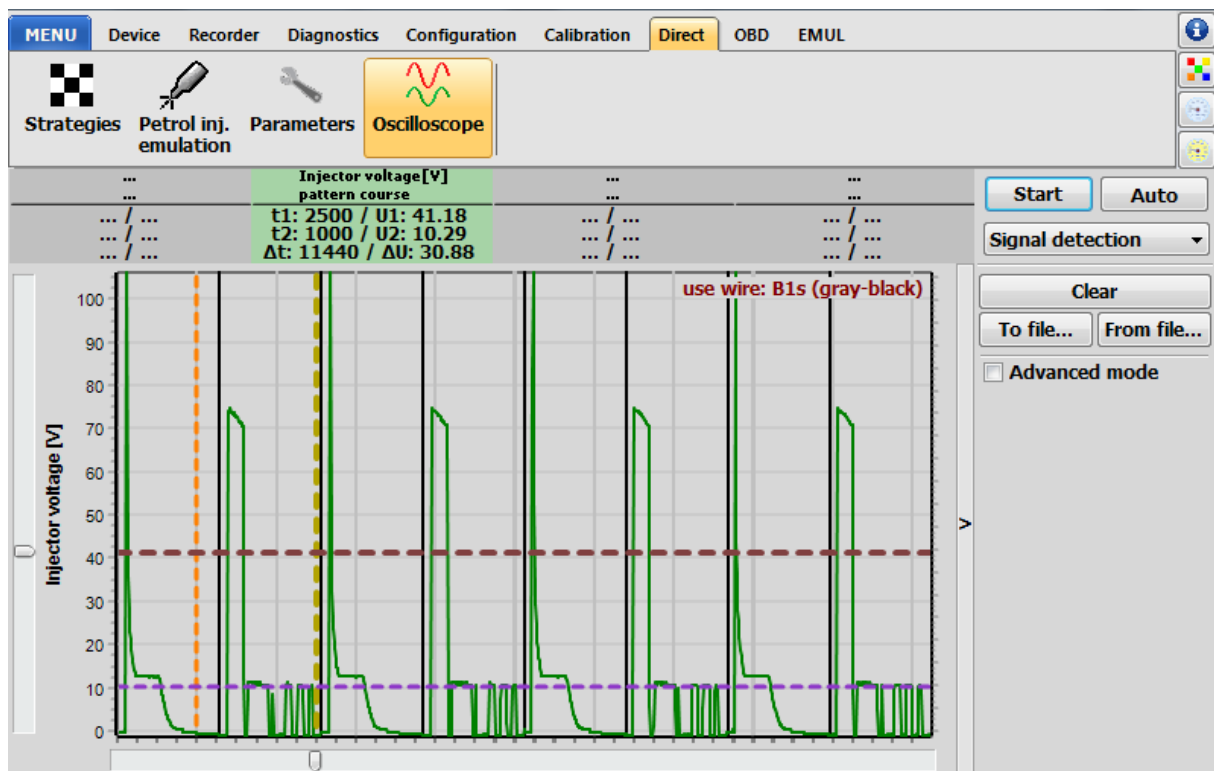 MENU Device Recorder Diagnostics Configuration Calibration Direct OBD EMUL
Strategies Petrol inj. emulation Parameters Oscilloscope
... Injector voltage[V] ... ...
... pattern course ... ...
... / ... t1: 2500 / U1: 41.18 ... / ... ... / ...
... / ... t2: 1000 / U2: 10.29 ... / ... ... / ...
... / ... Δt: 11440 / ΔU: 30.88 ... / ... ... / ...
Start Auto
Signal detection
Clear
To file... From file...
Advanced mode
use wire: B1s (gray-black)
Injector voltage [V]
100
90
80
70
60
50
40
30
20
10
0
>